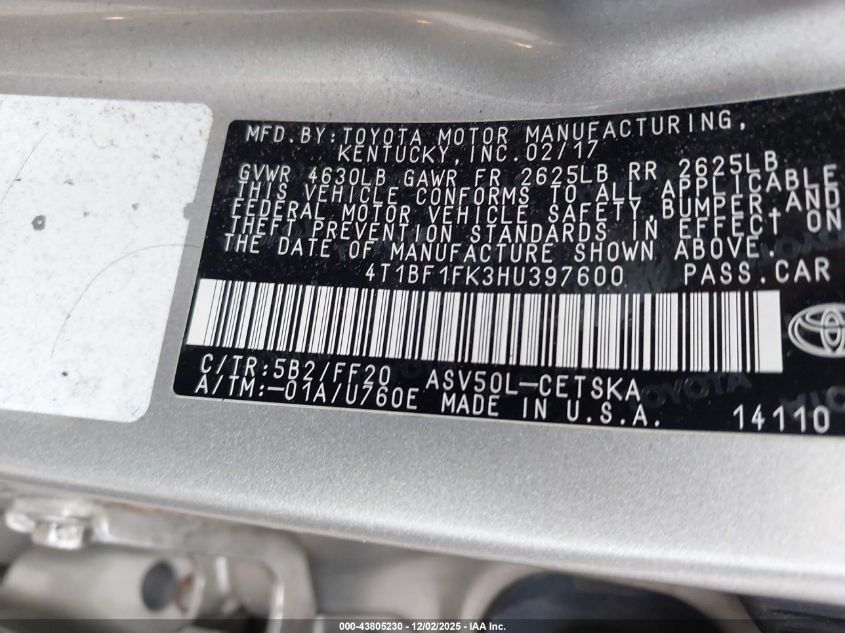 MFD.BY:TOYOTA MOTOR MANUFACTURING,
KENTUCKY,INC.02/17
GVWR 4630LB GAWR FR 2625LB RR 2625LB
THIS VEHICLE CONFORMS TO ALL APPLICABLE
FEDERAL MOTOR VEHICLE SAFETY,BUMPER AND
THEFT PREVENTION STANDARDS IN EFFECT ON
THE DATE OF MANUFACTURE SHOWN ABOVE.
4T1BF1FK3HU397600 PASS.CAR
C/TR:5B2/FF20 ASV50L-CETSKA
A/TM:-01A/U760E MADE IN U.S.A. 14110
000-43805230 - 12/02/2025 - IAA Inc.